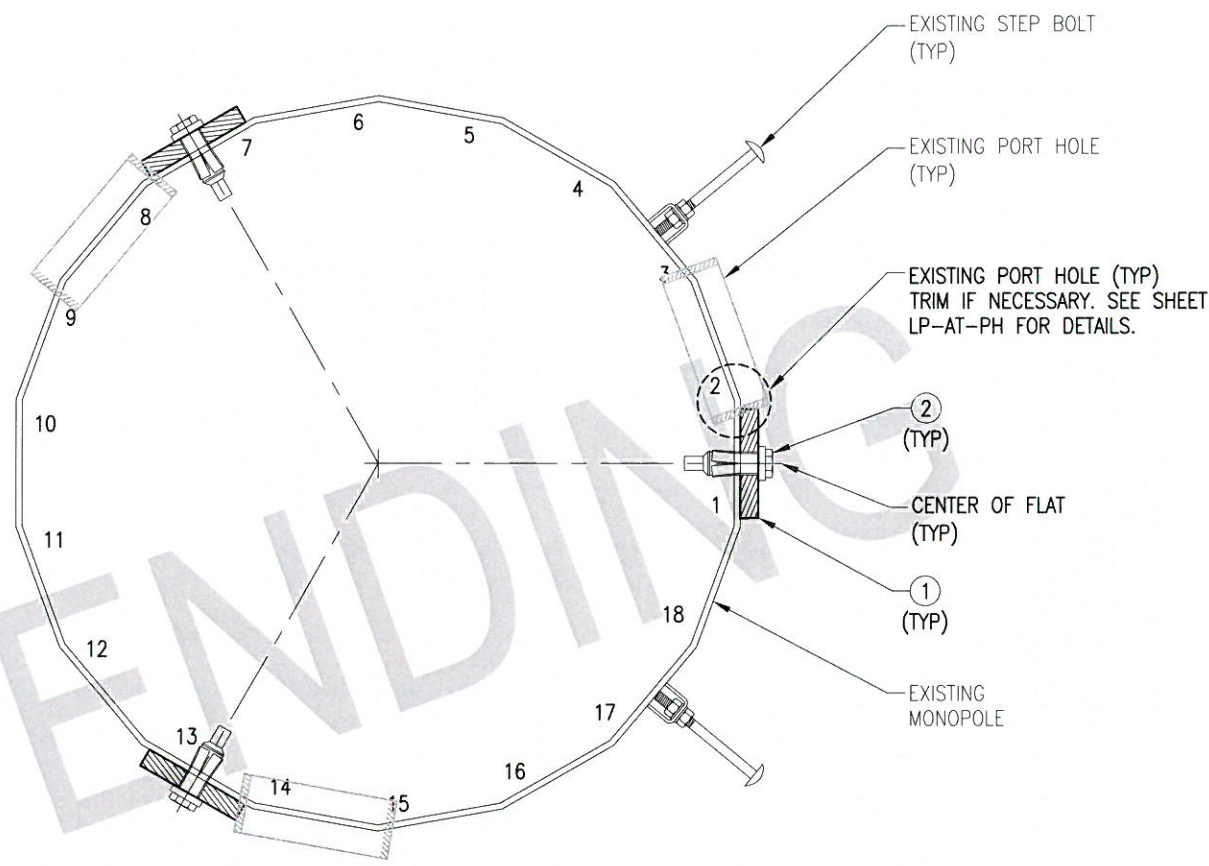 EXISTING STEP BOLT
(TYP)
EXISTING PORT HOLE
(TYP)
EXISTING PORT HOLE (TYP)
TRIM IF NECESSARY. SEE SHEET
LP-AT-PH FOR DETAILS.
2
(TYP)
CENTER OF FLAT
(TYP)
1
(TYP)
EXISTING
MONOPOLE
1
2
3
4
5
6
7
8
9
10
11
12
13
14
15
16
17
18
ENDING